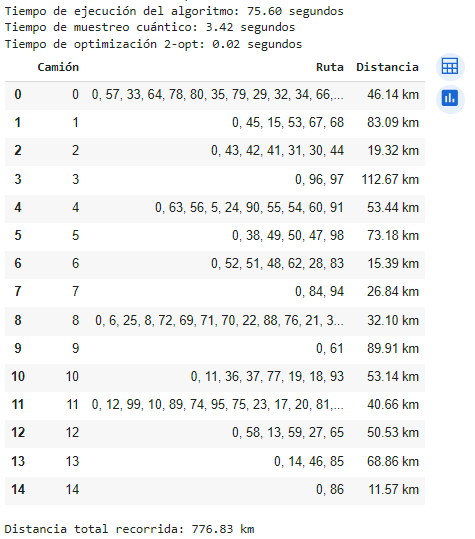 Tiempo de ejecución del algoritmo: 75.60 segundos
Tiempo de muestreo cuántico: 3.42 segundos
Tiempo de optimización 2-opt: 0.02 segundos
Camión Ruta Distancia
0 0 0, 57, 33, 64, 78, 80, 35, 79, 29, 32, 34, 66,... 46.14 km
1 1 0, 45, 15, 53, 67, 68 83.09 km
2 2 0, 43, 42, 41, 31, 30, 44 19.32 km
3 3 0, 96, 97 112.67 km
4 4 0, 63, 56, 5, 24, 90, 55, 54, 60, 91 53.44 km
5 5 0, 38, 49, 50, 47, 98 73.18 km
6 6 0, 52, 51, 48, 62, 28, 83 15.39 km
7 7 0, 84, 94 26.84 km
8 8 0, 6, 25, 8, 72, 69, 71, 70, 22, 88, 76, 21, 3... 32.10 km
9 9 0, 61 89.91 km
10 10 0, 11, 36, 37, 77, 19, 18, 93 53.14 km
11 11 0, 12, 99, 10, 89, 74, 95, 75, 23, 17, 20, 81,... 40.66 km
12 12 0, 58, 13, 59, 27, 65 50.53 km
13 13 0, 14, 46, 85 68.86 km
14 14 0, 86 11.57 km
Distancia total recorrida: 776.83 km